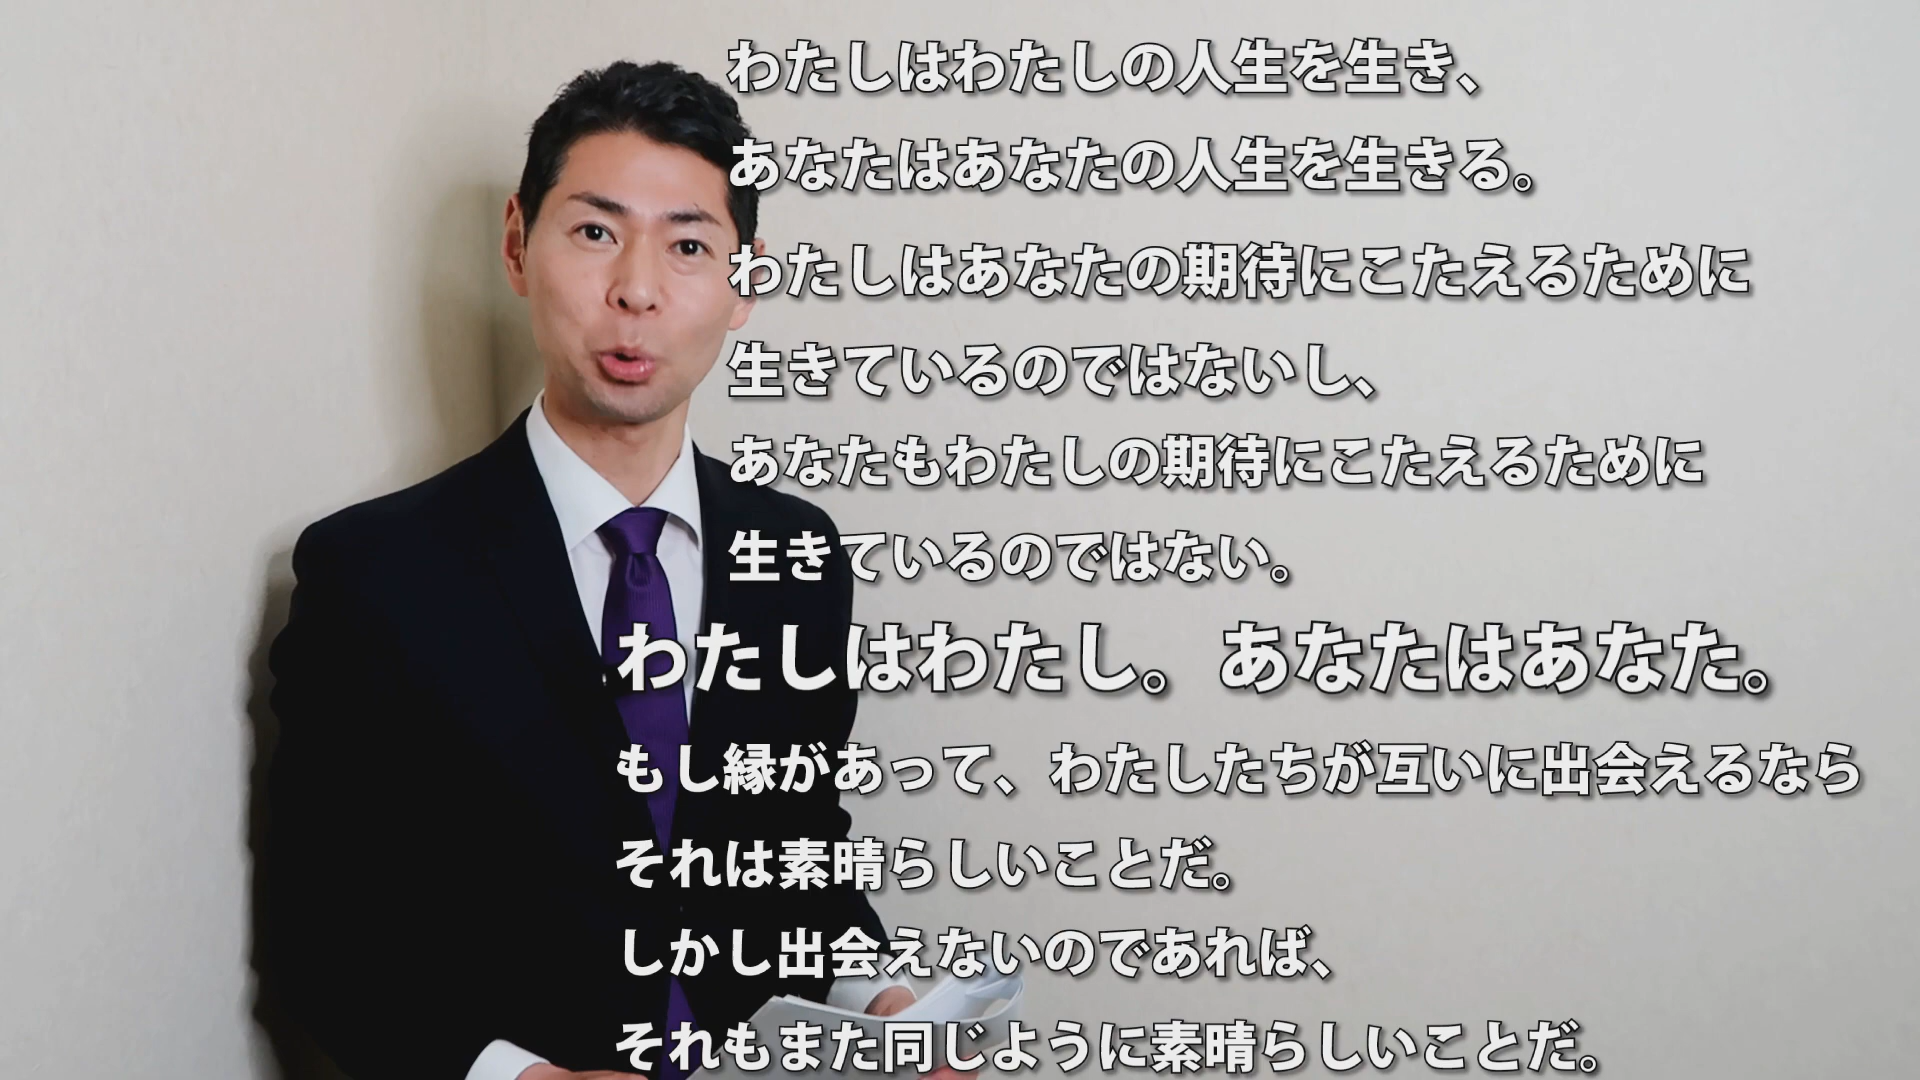 わたしはわたしの人生を生き、
あなたはあなたの人生を生きる。
わたしはあなたの期待にこたえるために
生きているのではないし、
あなたもわたしの期待にこたえるために
生きているのではない。
わたしはわたし。あなたはあなた。
もし縁があって、わたしたちが互いに出会えるなら
それは素晴らしいことだ。
しかし出会えないのであれば、
それもまた同じように素晴らしいことだ。